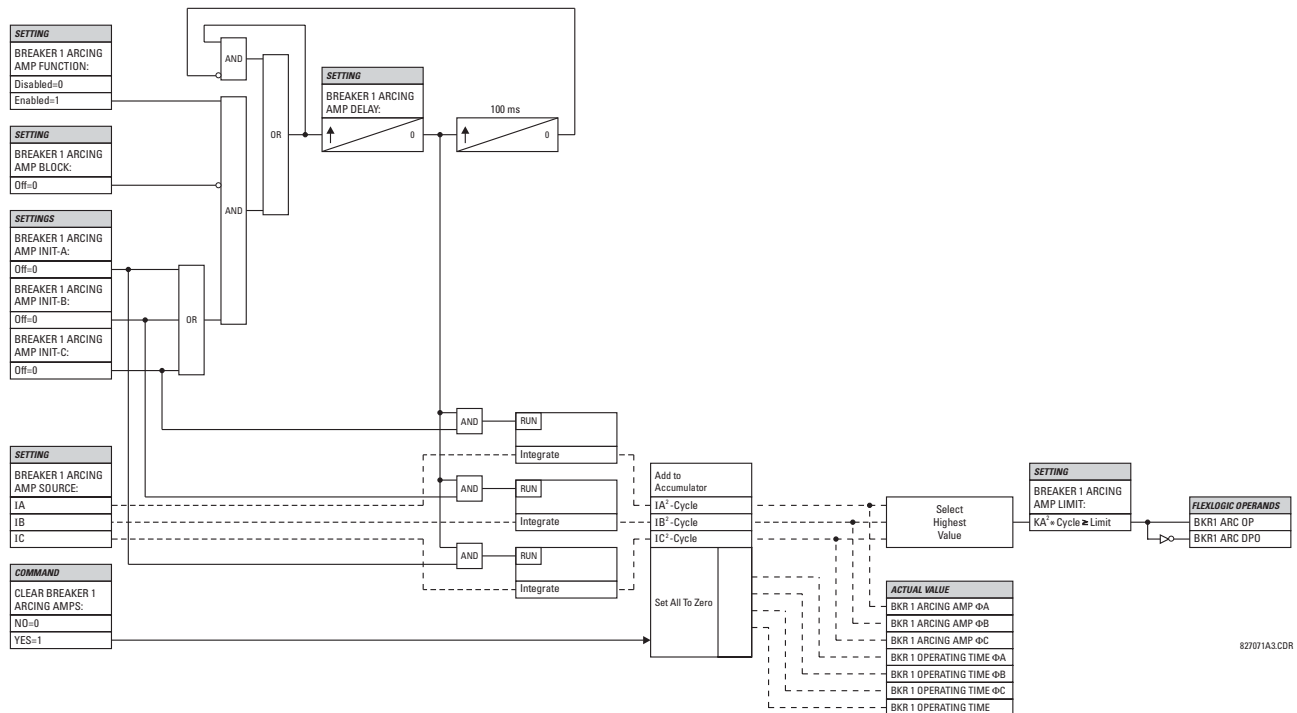 SETTING
BREAKER 1 ARCING
AMP FUNCTION:
Disabled=0
Enabled=1
SETTING
BREAKER 1 ARCING
AMP BLOCK:
Off=0
SETTINGS
BREAKER 1 ARCING
AMP INIT-A:
Off=0
BREAKER 1 ARCING
AMP INIT-B:
Off=0
BREAKER 1 ARCING
AMP INIT-C:
Off=0
SETTING
BREAKER 1 ARCING
AMP SOURCE:
IA
IB
IC
COMMAND
CLEAR BREAKER 1
ARCING AMPS:
NO=0
YES=1
AND
OR
AND
OR
SETTING
BREAKER 1 ARCING
AMP DELAY:
0
100 ms
0
AND
RUN
Integrate
AND
RUN
Integrate
AND
RUN
Integrate
Add to
Accumulator
IA²-Cycle
IB²-Cycle
IC²-Cycle
Set All To Zero
Select
Highest
Value
SETTING
BREAKER 1 ARCING
AMP LIMIT:
KA²*Cycle ≥ Limit
FLEXLOGIC OPERANDS
BKR1 ARC OP
BKR1 ARC DPO
ACTUAL VALUE
BKR 1 ARCING AMP ΦA
BKR 1 ARCING AMP ΦB
BKR 1 ARCING AMP ΦC
BKR 1 OPERATING TIME ΦA
BKR 1 OPERATING TIME ΦB
BKR 1 OPERATING TIME ΦC
BKR 1 OPERATING TIME
827071A3.CDR